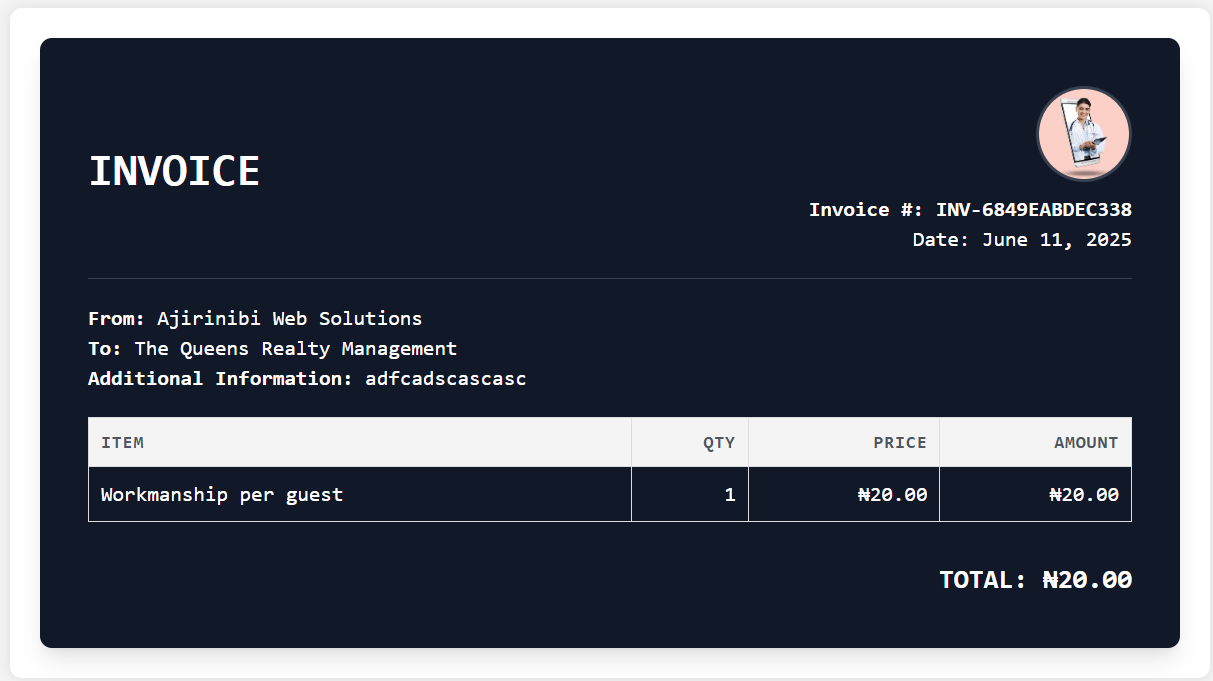 INVOICE
Invoice #: INV-6849EABDEC338
Date: June 11, 2025
From: Ajirinibi Web Solutions
To: The Queens Realty Management
Additional Information: adfcadscascasc
ITEM QTY PRICE AMOUNT
Workmanship per guest 1 ₦20.00 ₦20.00
TOTAL: ₦20.00